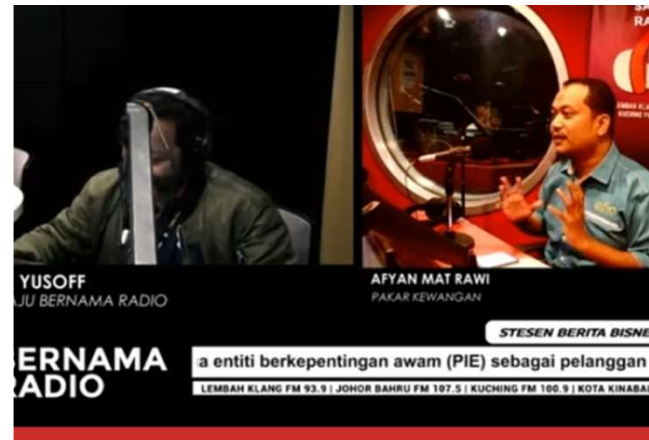 YUSOFF
AJU BERNAMA RADIO
AFYAN MAT RAWI
PAKAR KEWANGAN
STESEN BERITA BISNE
BERNAMA
RADIO
a entiti berkepentingan awam (PIE) sebagai pelanggan
LEMBAH KLANG FM 93.9 | JOHOR BAHRU FM 107.5 | KUCHING FM 100.9 | KOTA KINABA